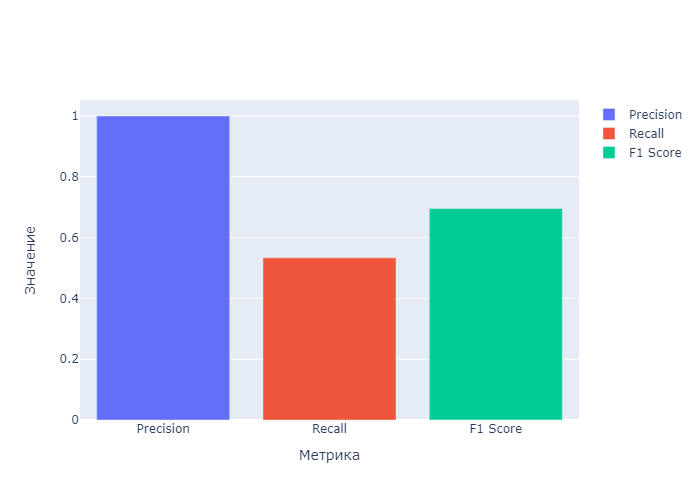 1
0.8
0.6
0.4
0.2
0
Значение
Precision
Recall
F1 Score
Метрика
Precision
Recall
F1 Score